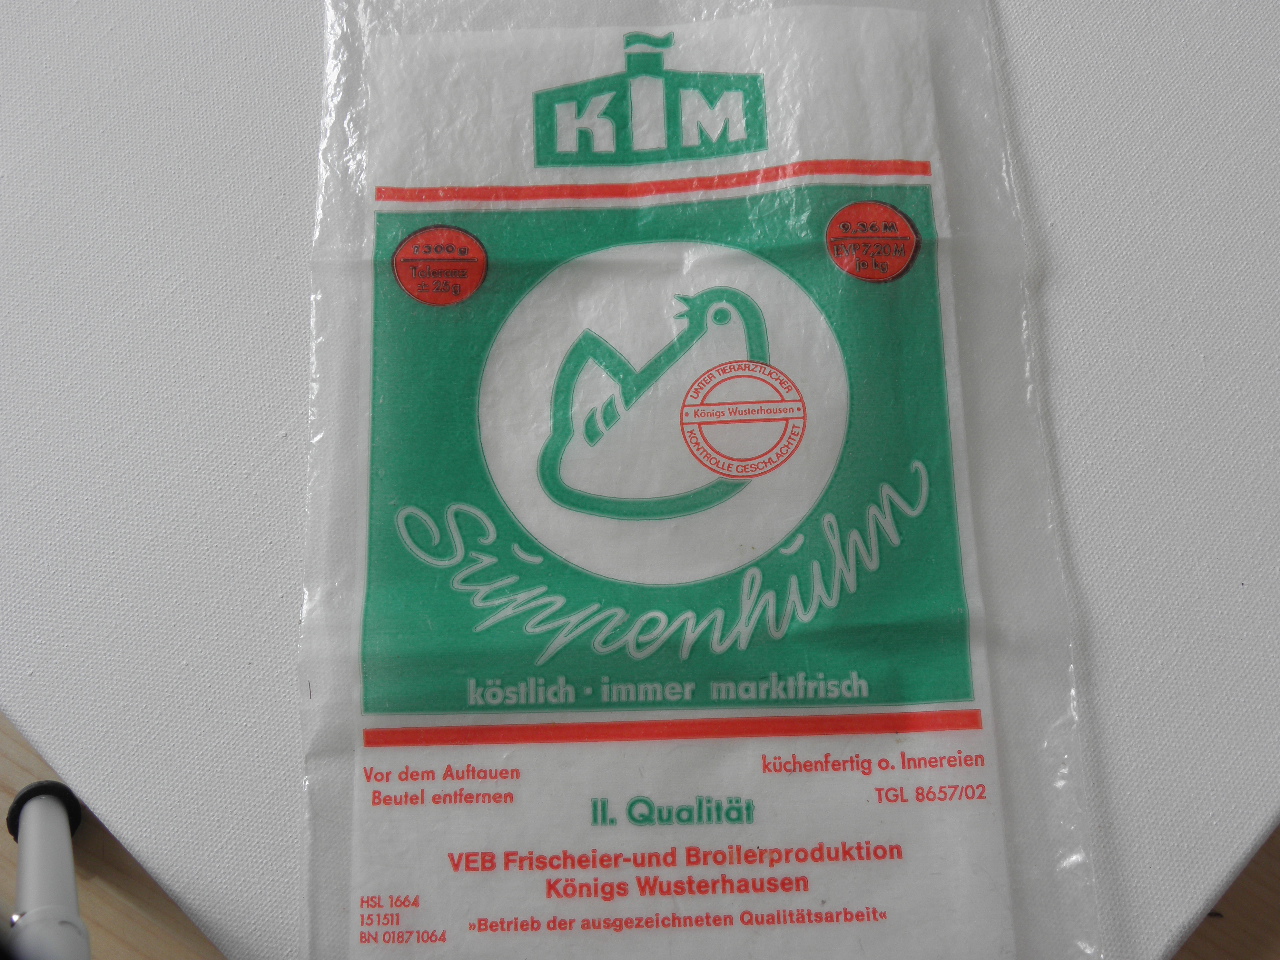 KIM
1300 g
Toleranz
± 26 g
9,36 M
EVP 7,20 M
je kg
UNTER TIERÄRZTLICHER
• Königs Wusterhausen •
KONTROLLE GESCHLACHTET
Suppenhuhn
köstlich · immer marktfrisch
Vor dem Auftauen
Beutel entfernen
küchenfertig o. Innereien
TGL 8657/02
II. Qualität
VEB Frischeier-und Broilerproduktion
Königs Wusterhausen
»Betrieb der ausgezeichneten Qualitätsarbeit«
HSL 1664
151511
BN 01871064